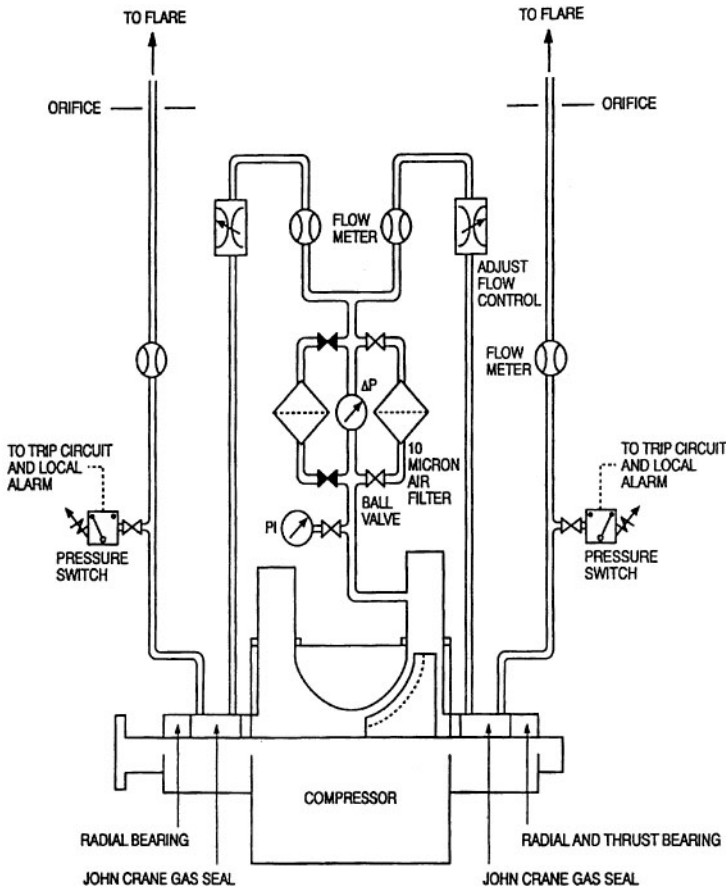 TO FLARE
TO FLARE
ORIFICE
ORIFICE
FLOW
METER
ADJUST
FLOW
CONTROL
FLOW
METER
ΔP
10
MICRON
AIR
FILTER
TO TRIP CIRCUIT
AND LOCAL
ALARM
TO TRIP CIRCUIT
AND LOCAL
ALARM
BALL
VALVE
PI
PRESSURE
SWITCH
PRESSURE
SWITCH
COMPRESSOR
RADIAL BEARING
RADIAL AND THRUST BEARING
JOHN CRANE GAS SEAL
JOHN CRANE GAS SEAL